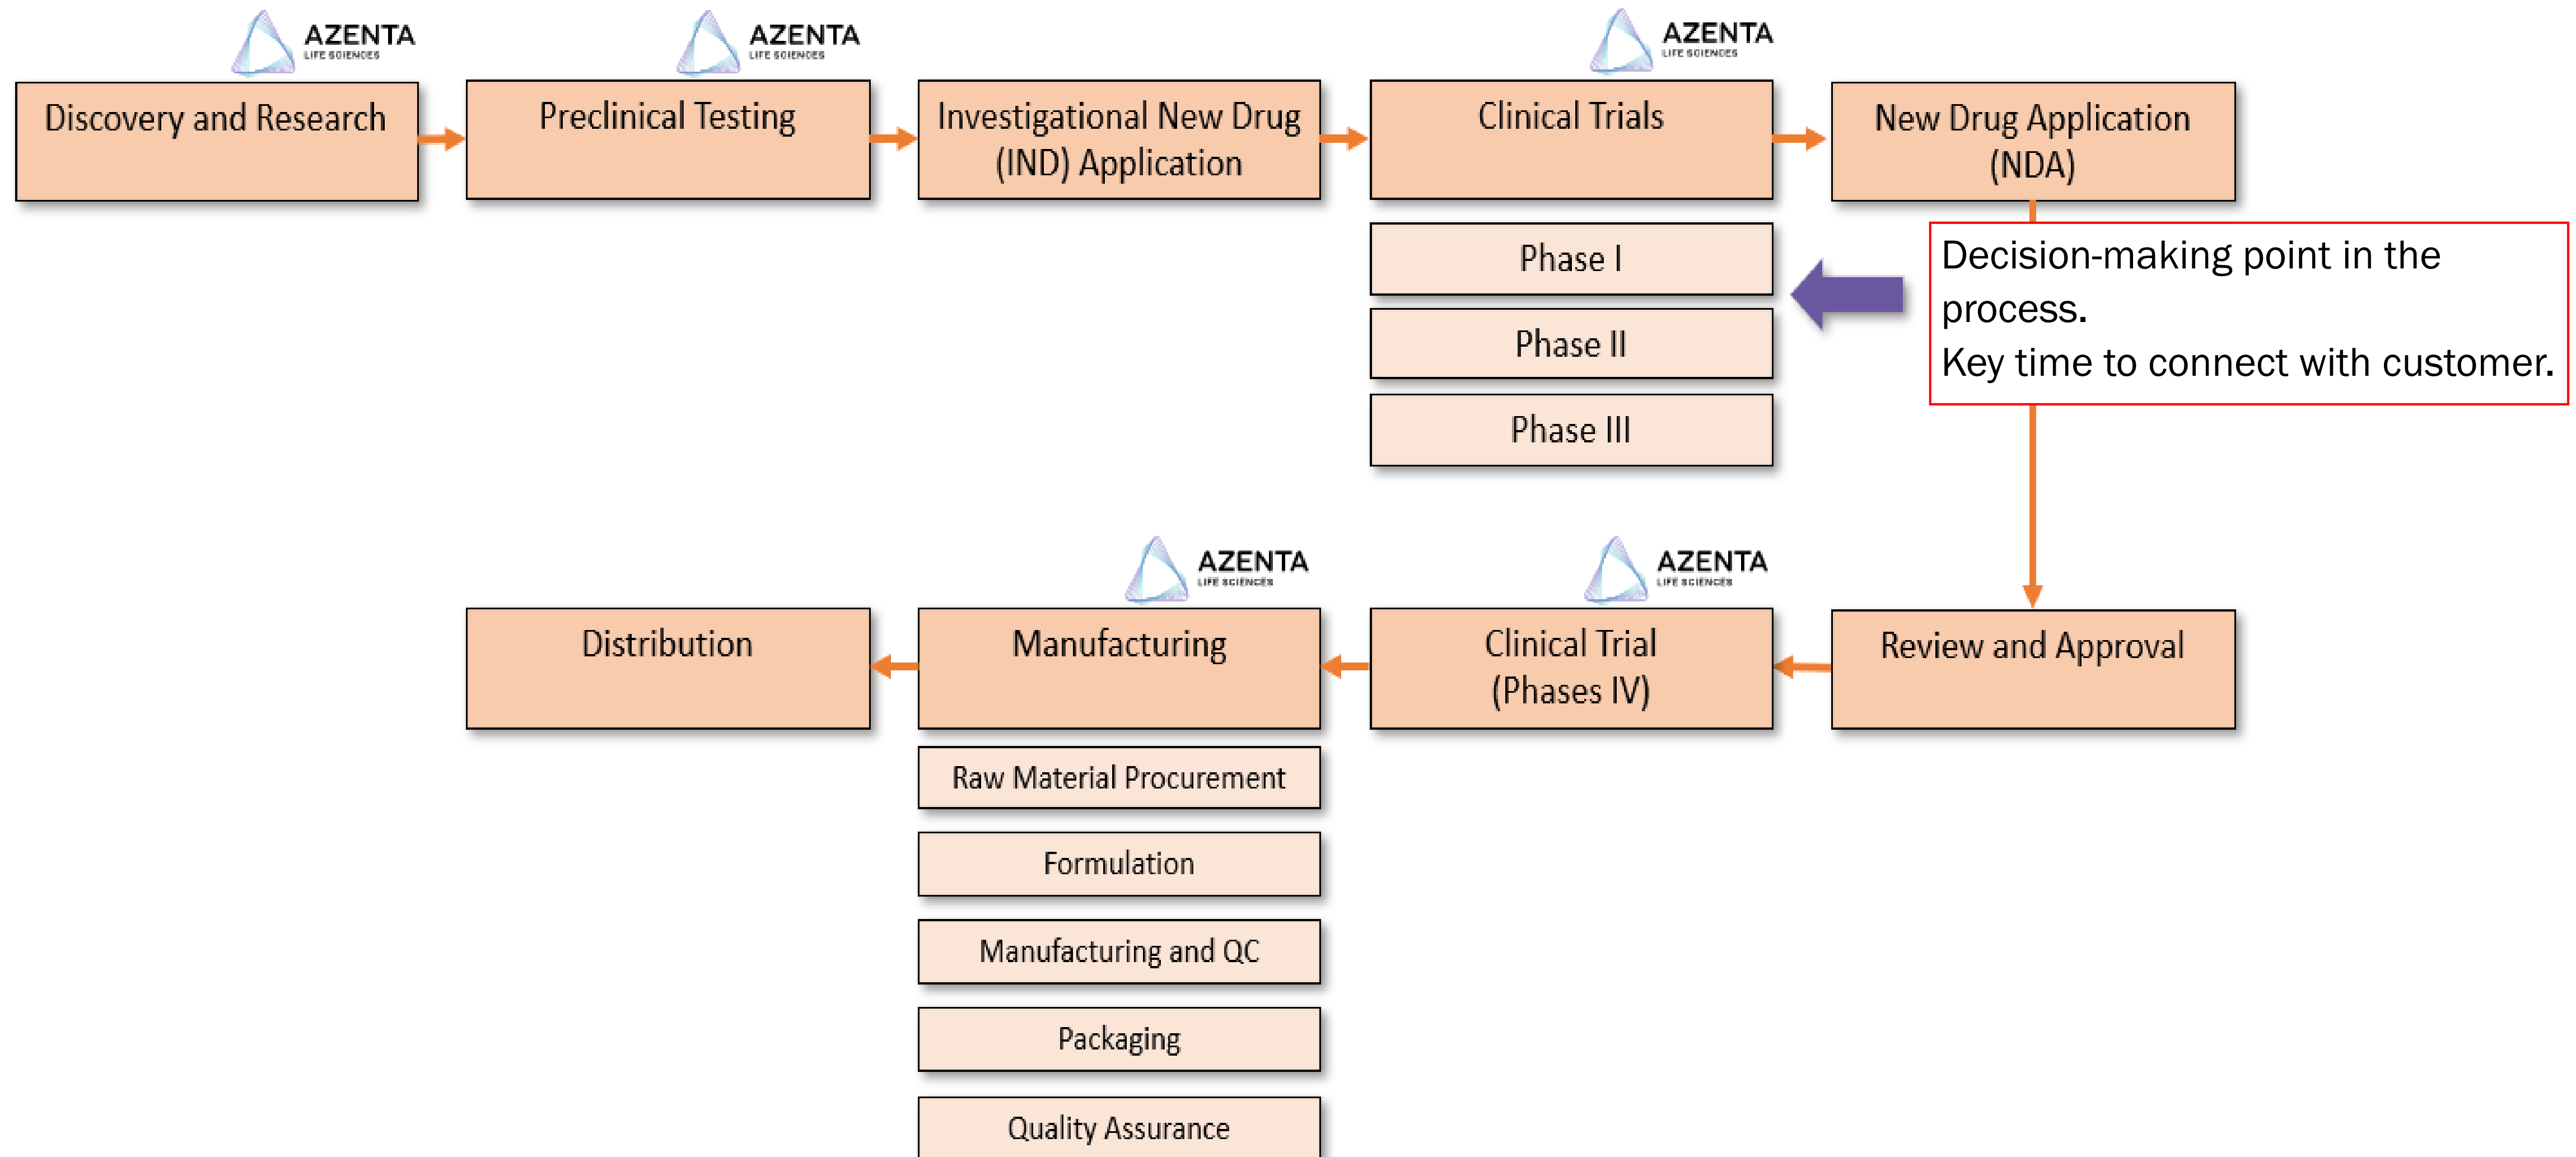 AZENTA
LIFE SCIENCES
AZENTA
LIFE SCIENCES
AZENTA
LIFE SCIENCES
Discovery and Research
Preclinical Testing
Investigational New Drug
(IND) Application
Clinical Trials
New Drug Application
(NDA)
Phase I
Phase II
Phase III
Decision-making point in the
process.
Key time to connect with customer.
AZENTA
LIFE SCIENCES
AZENTA
LIFE SCIENCES
Distribution
Manufacturing
Clinical Trial
(Phases IV)
Review and Approval
Raw Material Procurement
Formulation
Manufacturing and QC
Packaging
Quality Assurance